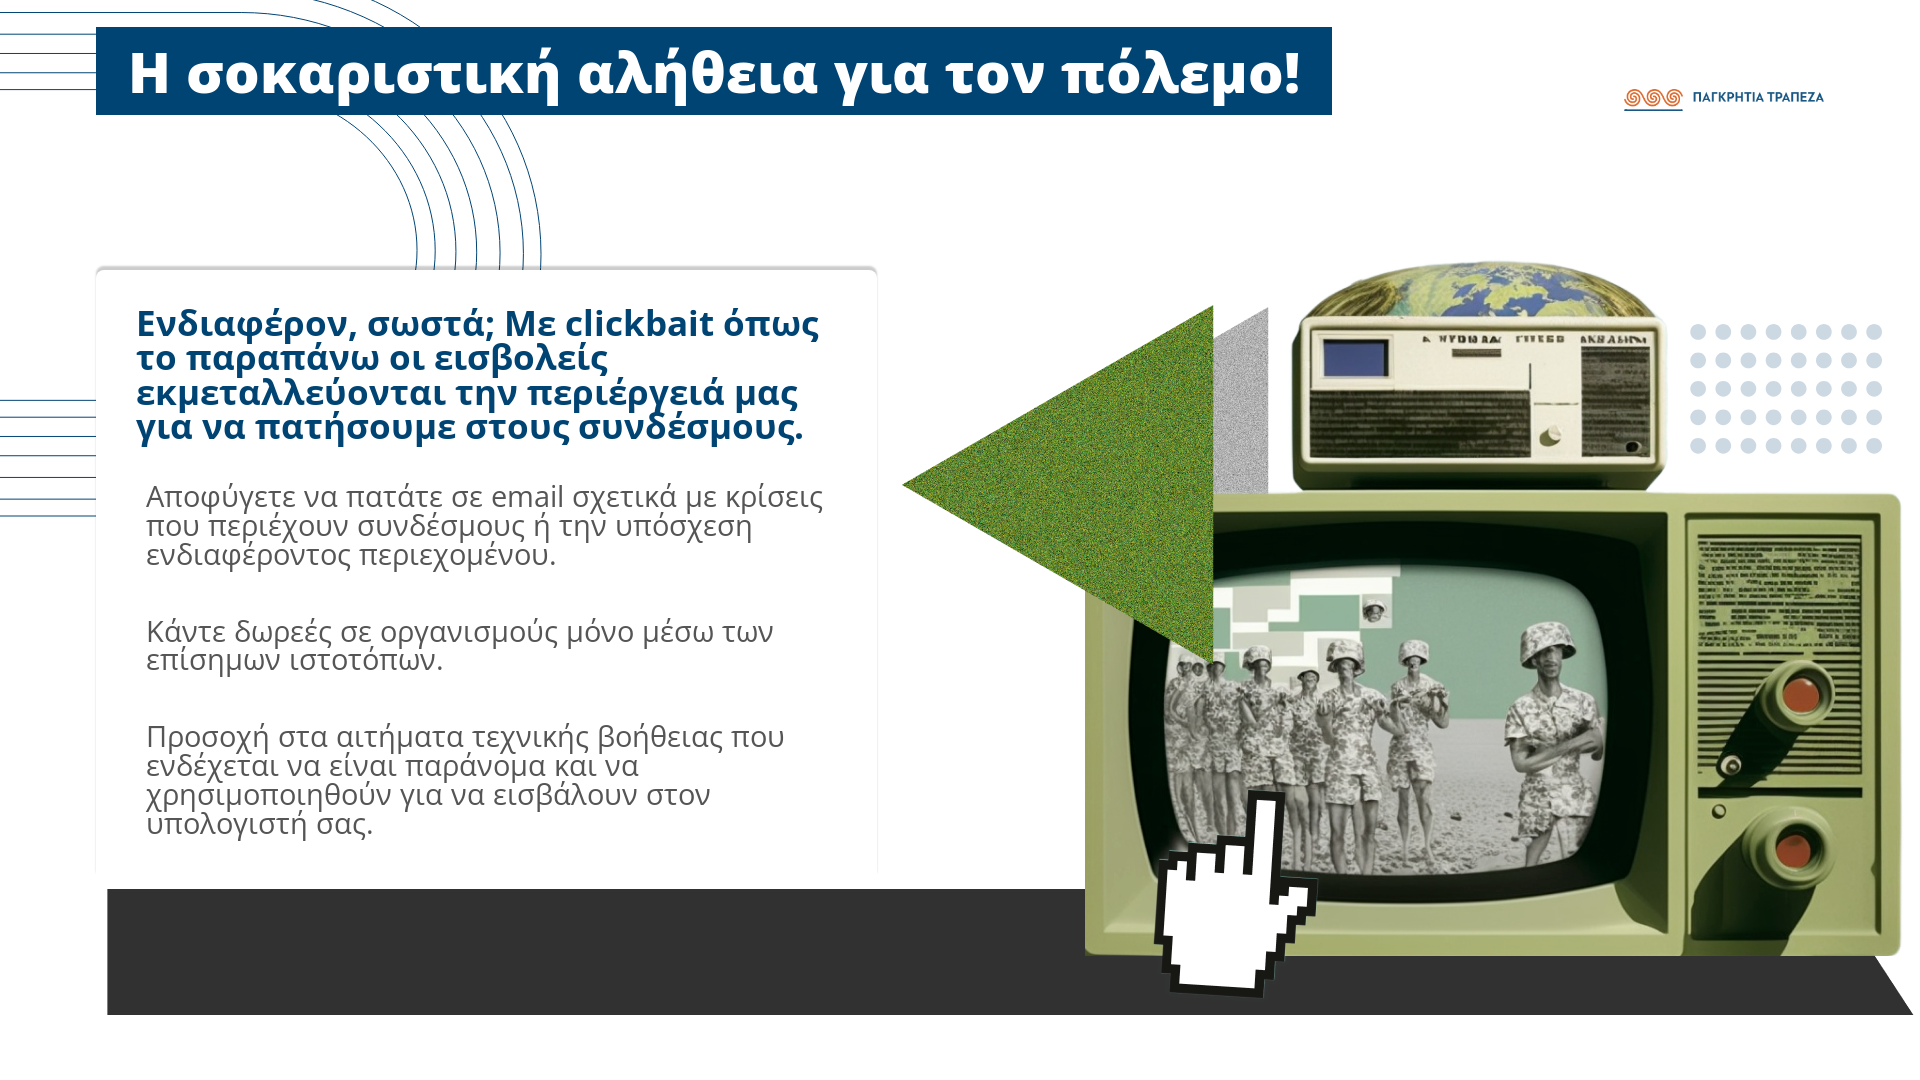 Η σοκαριστική αλήθεια για τον πόλεμο!
ΠΑΓΚΡΗΤΙΑ ΤΡΑΠΕΖΑ
Ενδιαφέρον, σωστά; Με clickbait όπως
το παραπάνω οι εισβολείς
εκμεταλλεύονται την περιέργειά μας
για να πατήσουμε στους συνδέσμους.
Αποφύγετε να πατάτε σε email σχετικά με κρίσεις
που περιέχουν συνδέσμους ή την υπόσχεση
ενδιαφέροντος περιεχομένου.
Κάντε δωρεές σε οργανισμούς μόνο μέσω των
επίσημων ιστοτόπων.
Προσοχή στα αιτήματα τεχνικής βοήθειας που
ενδέχεται να είναι παράνομα και να
χρησιμοποιηθούν για να εισβάλουν στον
υπολογιστή σας.